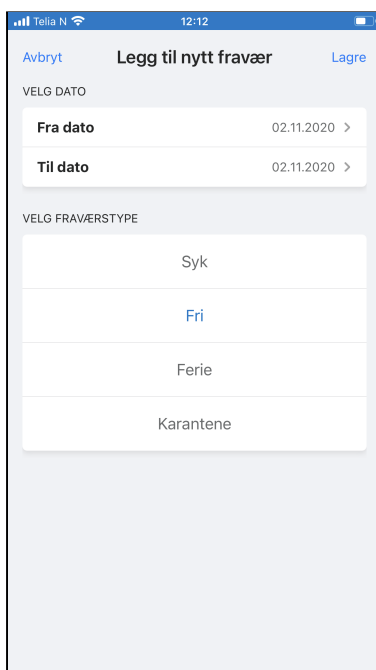 Telia N 12:12
Avbryt Legg til nytt fravær Lagre
VELG DATO
Fra dato 02.11.2020
Til dato 02.11.2020
VELG FRAVÆRSTYPE
Syk
Fri
Ferie
Karantene